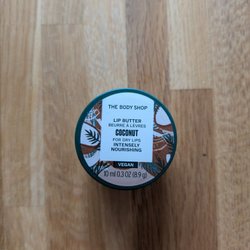 THE BODY SHOP
LIP BUTTER
BEURRE À LÈVRES
COCONUT
FOR DRY LIPS
INTENSELY
NOURISHING
VEGAN
10 ml 0.3 OZ (8.9 g)